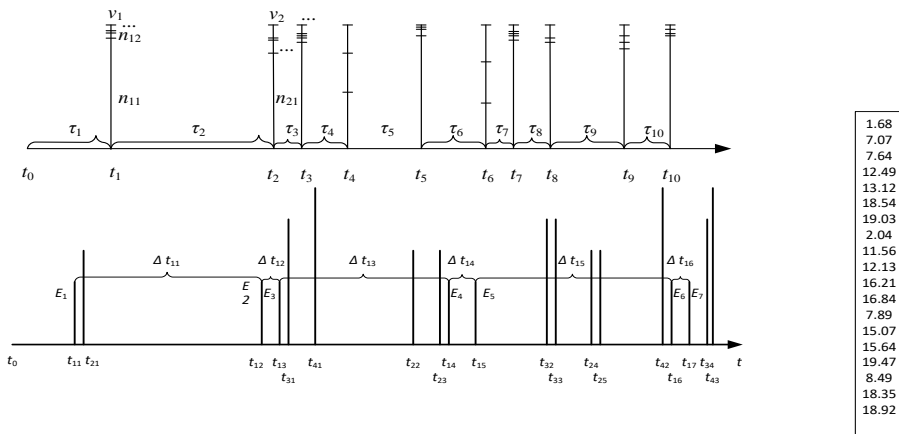 v₁ ... v₂ ...
n₁₂
...
n₁₁ n₂₁
τ₁ τ₂ τ₃ τ₄ τ₅ τ₆ τ₇ τ₈ τ₉ τ₁₀
t₀ t₁ t₂ t₃ t₄ t₅ t₆ t₇ t₈ t₉ t₁₀
Δ t₁₁ Δ t₁₂ Δ t₁₃ Δ t₁₄ Δ t₁₅ Δ t₁₆
E₁ E
2 E₃ E₄ E₅ E₆ E₇
t₀ t₁₁ t₂₁ t₁₂ t₁₃ t₄₁ t₂₂ t₁₄ t₁₅ t₃₂ t₂₄ t₄₂ t₁₇ t₃₄ t
t₃₁ t₂₃ t₃₃ t₂₅ t₁₆ t₄₃
1.68
7.07
7.64
12.49
13.12
18.54
19.03
2.04
11.56
12.13
16.21
16.84
7.89
15.07
15.64
19.47
8.49
18.35
18.92